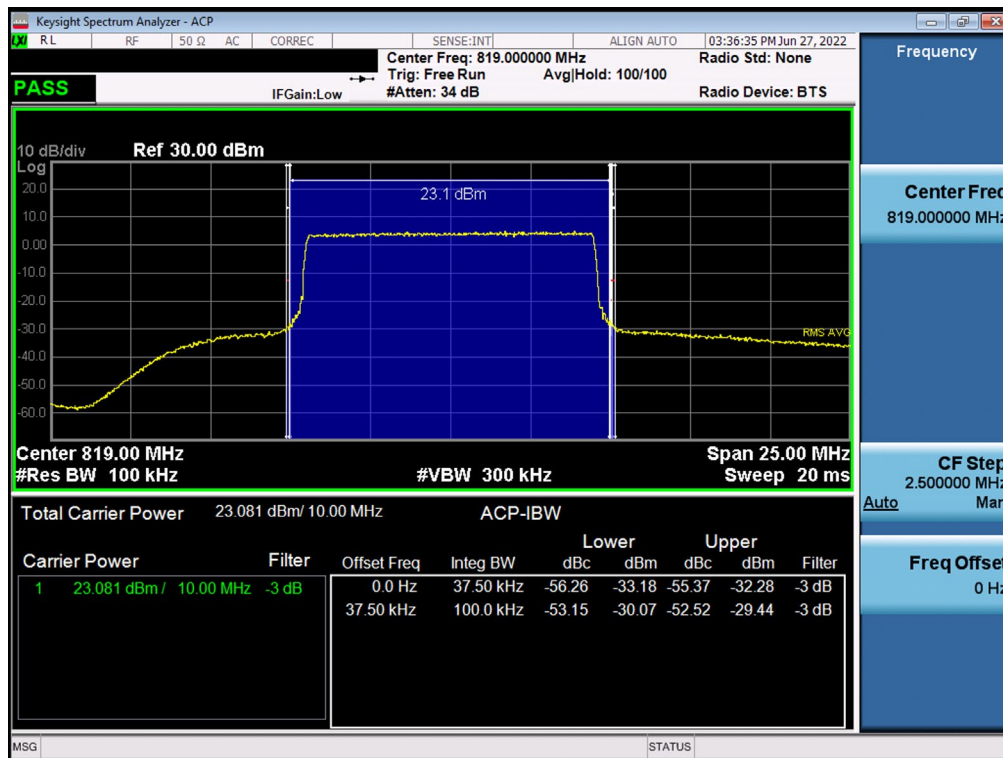 Keysight Spectrum Analyzer - ACP
LXI RL RF 50 Ω AC CORREC SENSE:INT ALIGN AUTO 03:36:35 PM Jun 27, 2022
Center Freq: 819.000000 MHz Radio Std: None
Trig: Free Run Avg|Hold: 100/100
PASS IFGain:Low #Atten: 34 dB Radio Device: BTS
Frequency
10 dB/div Ref 30.00 dBm
Log
20.0
10.0
0.00
-10.0
-20.0
-30.0
-40.0
-50.0
-60.0
23.1 dBm
RMS AVG
Center 819.00 MHz Span 25.00 MHz
#Res BW 100 kHz #VBW 300 kHz Sweep 20 ms
Center Freq
819.000000 MHz
CF Step
2.500000 MHz
Auto Man
Freq Offset
0 Hz
Total Carrier Power 23.081 dBm/ 10.00 MHz ACP-IBW
Lower Upper
Carrier Power Filter Offset Freq Integ BW dBc dBm dBc dBm Filter
1 23.081 dBm / 10.00 MHz -3 dB 0.0 Hz 37.50 kHz -56.26 -33.18 -55.37 -32.28 -3 dB
37.50 kHz 100.0 kHz -53.15 -30.07 -52.52 -29.44 -3 dB
MSG STATUS